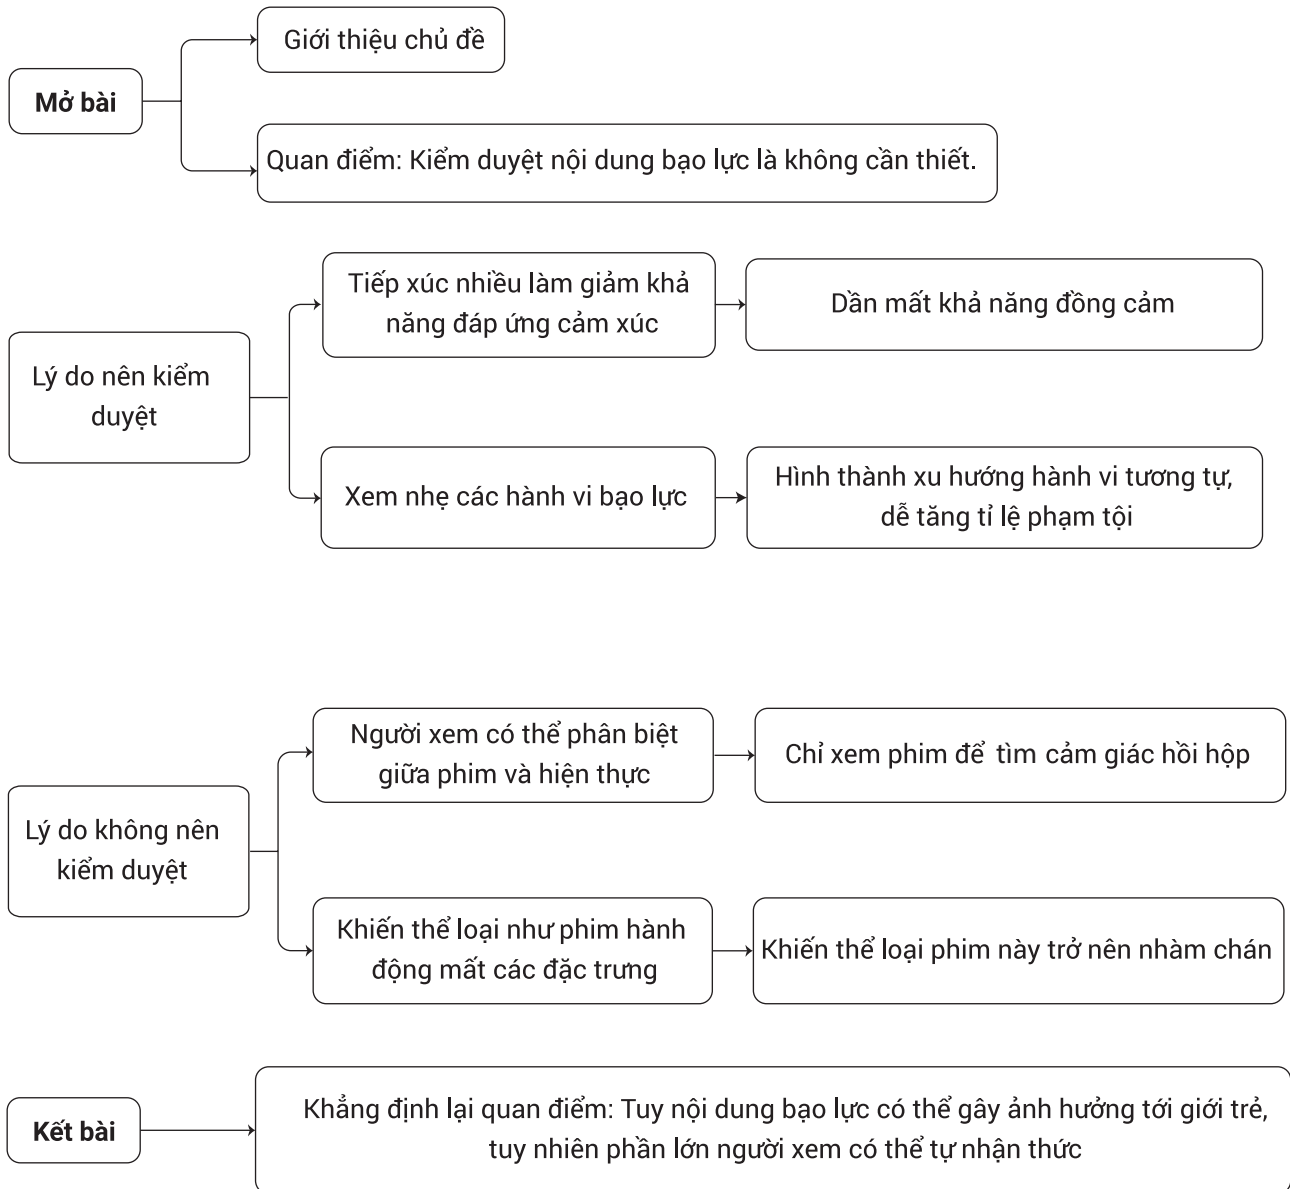 Giới thiệu chủ đề
Mở bài
Quan điểm: Kiểm duyệt nội dung bạo lực là không cần thiết.
Tiếp xúc nhiều làm giảm khả
năng đáp ứng cảm xúc
Dần mất khả năng đồng cảm
Lý do nên kiểm
duyệt
Xem nhẹ các hành vi bạo lực
Hình thành xu hướng hành vi tương tự,
dễ tăng tỉ lệ phạm tội
Người xem có thể phân biệt
giữa phim và hiện thực
Chỉ xem phim để tìm cảm giác hồi hộp
Lý do không nên
kiểm duyệt
Khiến thể loại như phim hành
động mất các đặc trưng
Khiến thể loại phim này trở nên nhàm chán
Kết bài
Khẳng định lại quan điểm: Tuy nội dung bạo lực có thể gây ảnh hưởng tới giới trẻ,
tuy nhiên phần lớn người xem có thể tự nhận thức